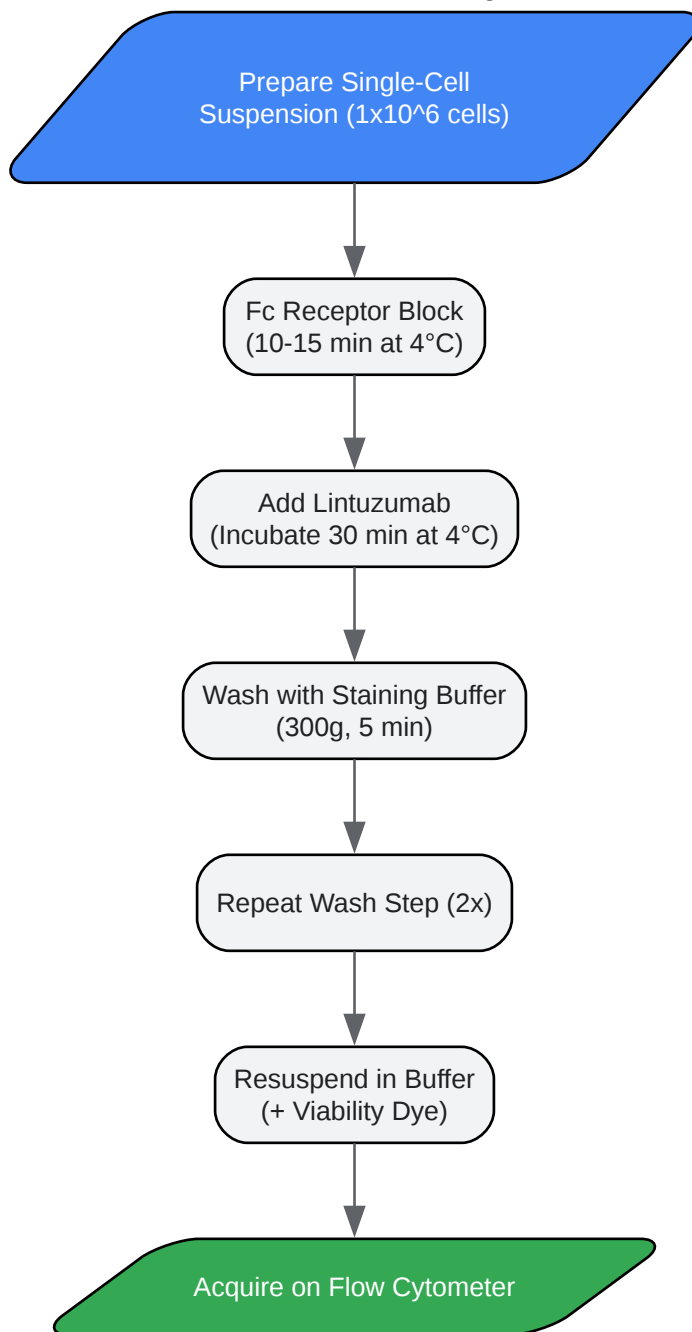 Prepare Single-Cell
Suspension (1x10^6 cells)
Fc Receptor Block
(10-15 min at 4°C)
Add Lintuzumab
(Incubate 30 min at 4°C)
Wash with Staining Buffer
(300g, 5 min)
Repeat Wash Step (2x)
Resuspend in Buffer
(+ Viability Dye)
Acquire on Flow Cytometer